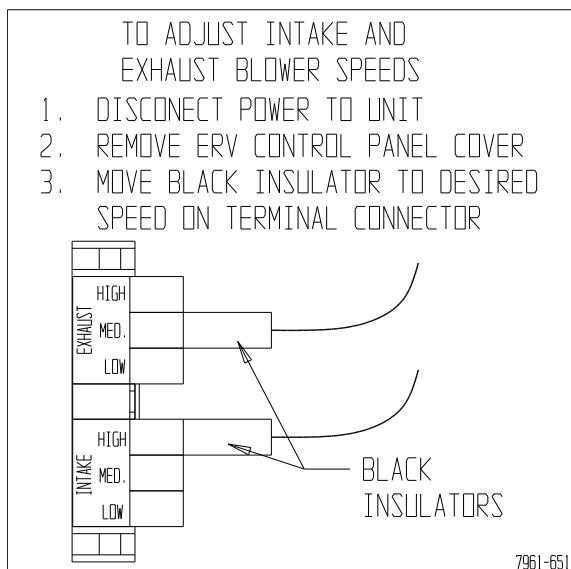 TO ADJUST INTAKE AND
EXHAUST BLOWER SPEEDS
1. DISCONECT POWER TO UNIT
2. REMOVE ERV CONTROL PANEL COVER
3. MOVE BLACK INSULATOR TO DESIRED
SPEED ON TERMINAL CONNECTOR
EXHAUST
HIGH
MED.
LOW
INTAKE
HIGH
MED.
LOW
BLACK
INSULATORS
7961-651